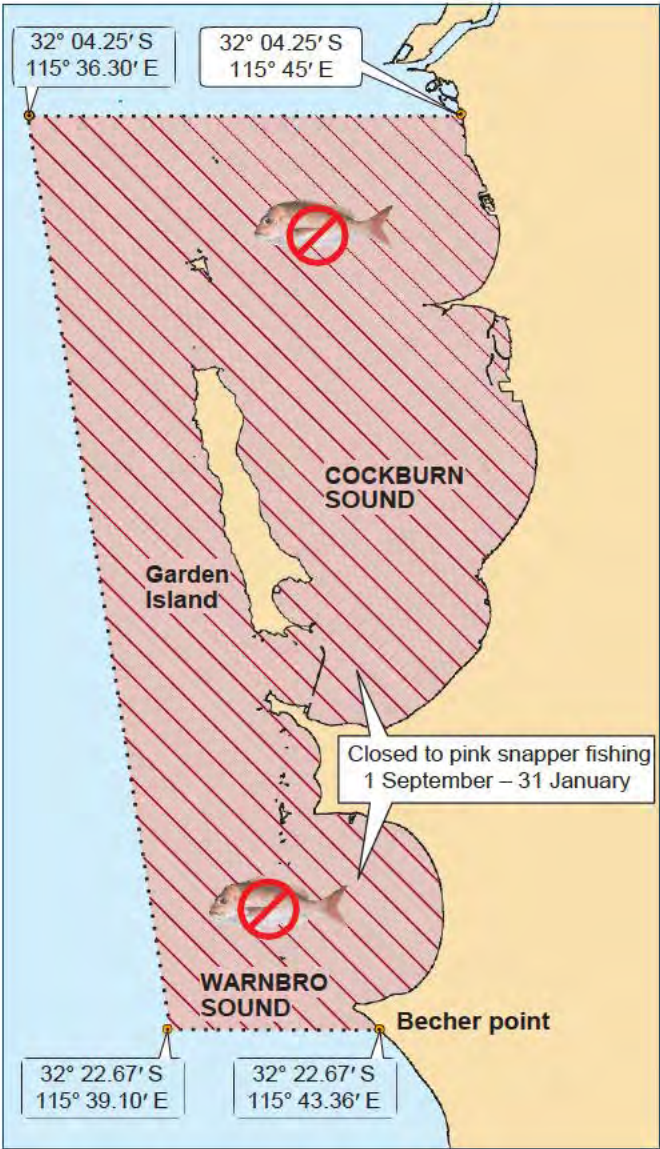 32° 04.25′ S
115° 36.30′ E
32° 04.25′ S
115° 45′ E
COCKBURN
SOUND
Garden
Island
Closed to pink snapper fishing
1 September – 31 January
WARNBRO
SOUND
Becher point
32° 22.67′ S
115° 39.10′ E
32° 22.67′ S
115° 43.36′ E